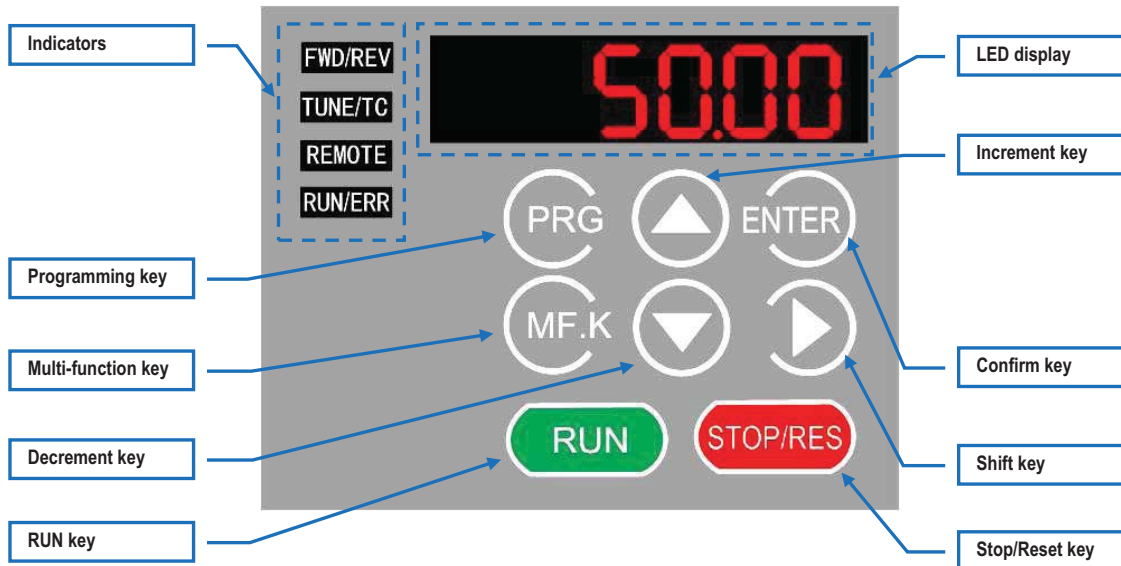 Indicators
FWD/REV
TUNE/TC
REMOTE
RUN/ERR
50.00
LED display
Increment key
PRG
ENTER
Programming key
MF.K
Multi-function key
Confirm key
RUN
STOP/RES
Decrement key
Shift key
RUN key
Stop/Reset key